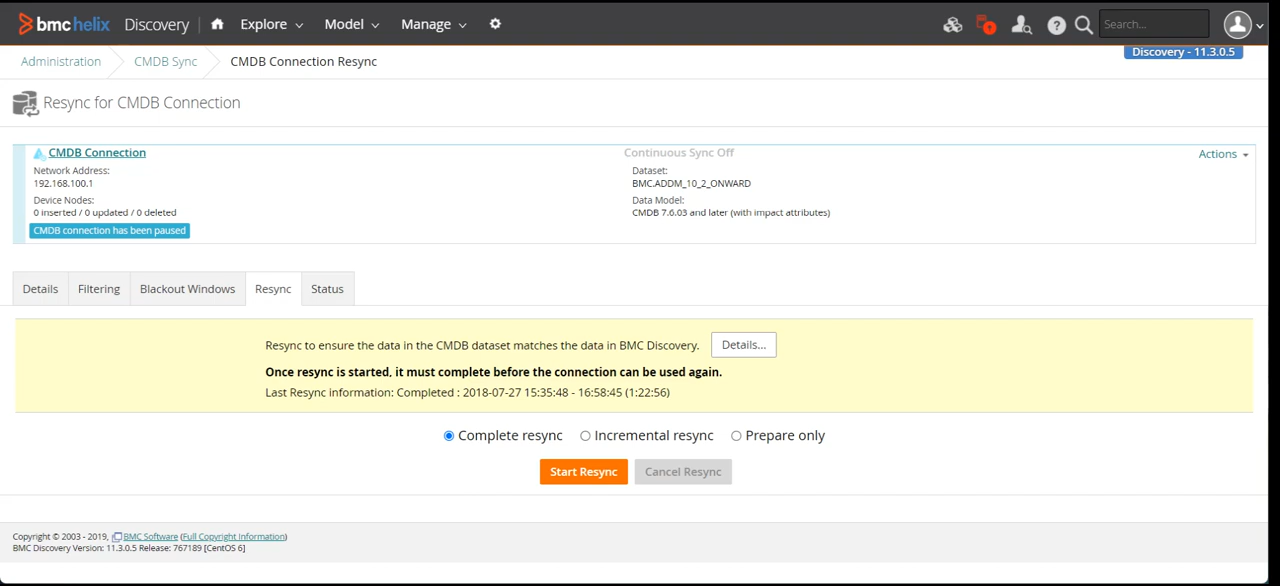 bmchelix Discovery Explore Model Manage Search...
Administration CMDB Sync CMDB Connection Resync Discovery - 11.3.0.5
Resync for CMDB Connection
CMDB Connection Continuous Sync Off Actions
Network Address: Dataset:
192.168.100.1 BMC.ADDM_10_2_ONWARD
Device Nodes: Data Model:
0 inserted / 0 updated / 0 deleted CMDB 7.6.03 and later (with impact attributes)
CMDB connection has been paused
Details Filtering Blackout Windows Resync Status
Resync to ensure the data in the CMDB dataset matches the data in BMC Discovery. Details...
Once resync is started, it must complete before the connection can be used again.
Last Resync information: Completed : 2018-07-27 15:35:48 - 16:58:45 (1:22:56)
Complete resync Incremental resync Prepare only
Start Resync Cancel Resync
Copyright © 2003 - 2019, BMC Software (Full Copyright Information)
BMC Discovery Version: 11.3.0.5 Release: 767189 [CentOS 6]